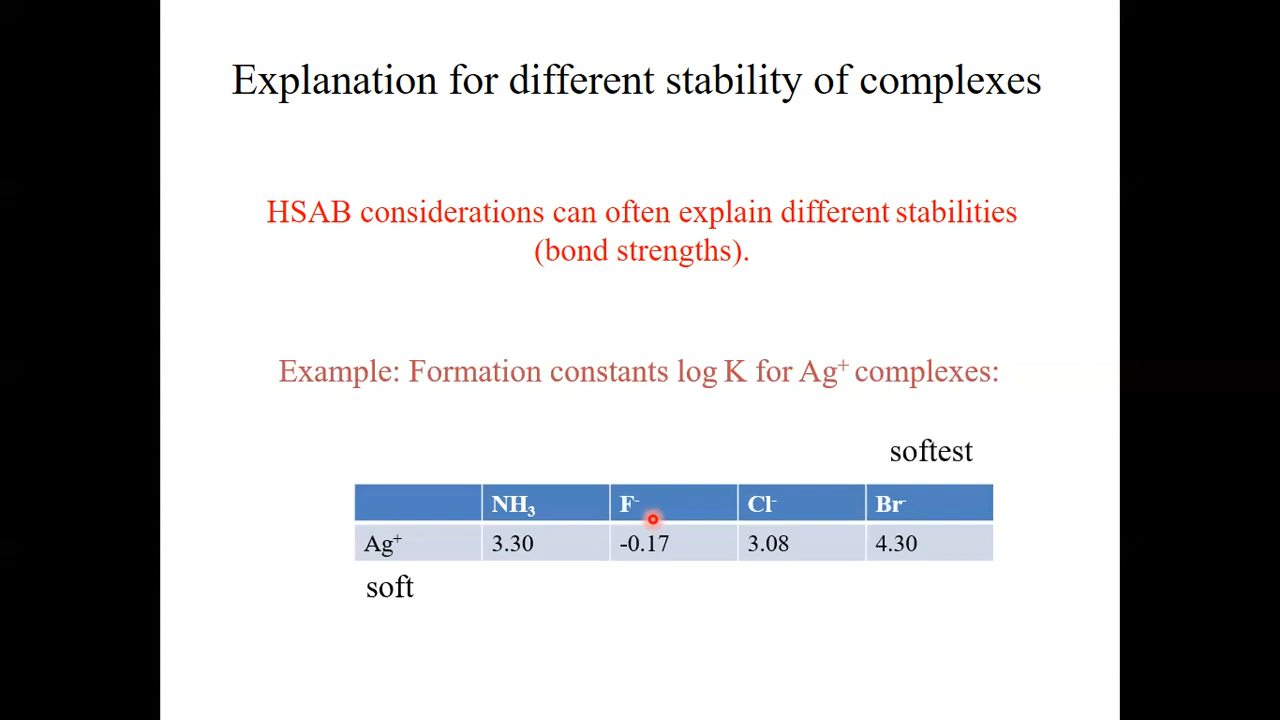 Explanation for different stability of complexes
HSAB considerations can often explain different stabilities
(bond strengths).
Example: Formation constants log K for Ag⁺ complexes:
softest
NH₃ F⁻ Cl⁻ Br⁻
Ag⁺ 3.30 -0.17 3.08 4.30
soft